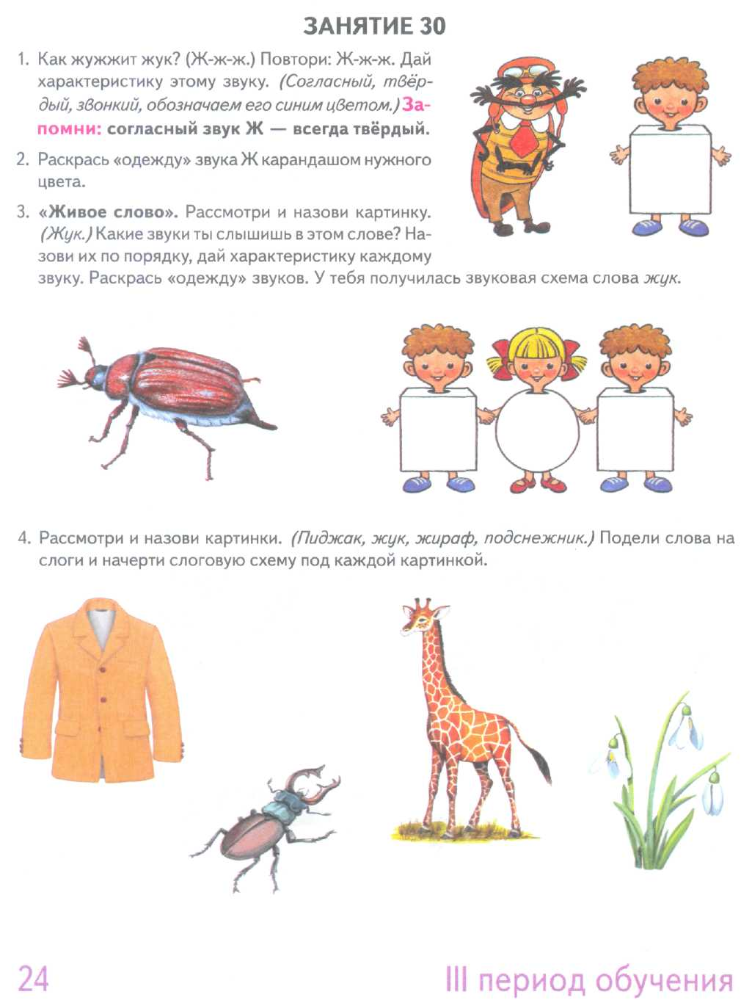 ЗАНЯТИЕ 30
1. Как жужжит жук? (Ж-ж-ж.) Повтори: Ж-ж-ж. Дай
характеристику этому звуку. (Согласный, твёр-
дый, звонкий, обозначаем его синим цветом.) За-
помни: согласный звук Ж — всегда твёрдый.
2. Раскрась «одежду» звука Ж карандашом нужного
цвета.
3. «Живое слово». Рассмотри и назови картинку.
(Жук.) Какие звуки ты слышишь в этом слове? На-
зови их по порядку, дай характеристику каждому
звуку. Раскрась «одежду» звуков. У тебя получилась звуковая схема слова жук.
4. Рассмотри и назови картинки. (Пиджак, жук, жираф, подснежник.) Подели слова на
слоги и начерти слоговую схему под каждой картинкой.
24
III период обучения